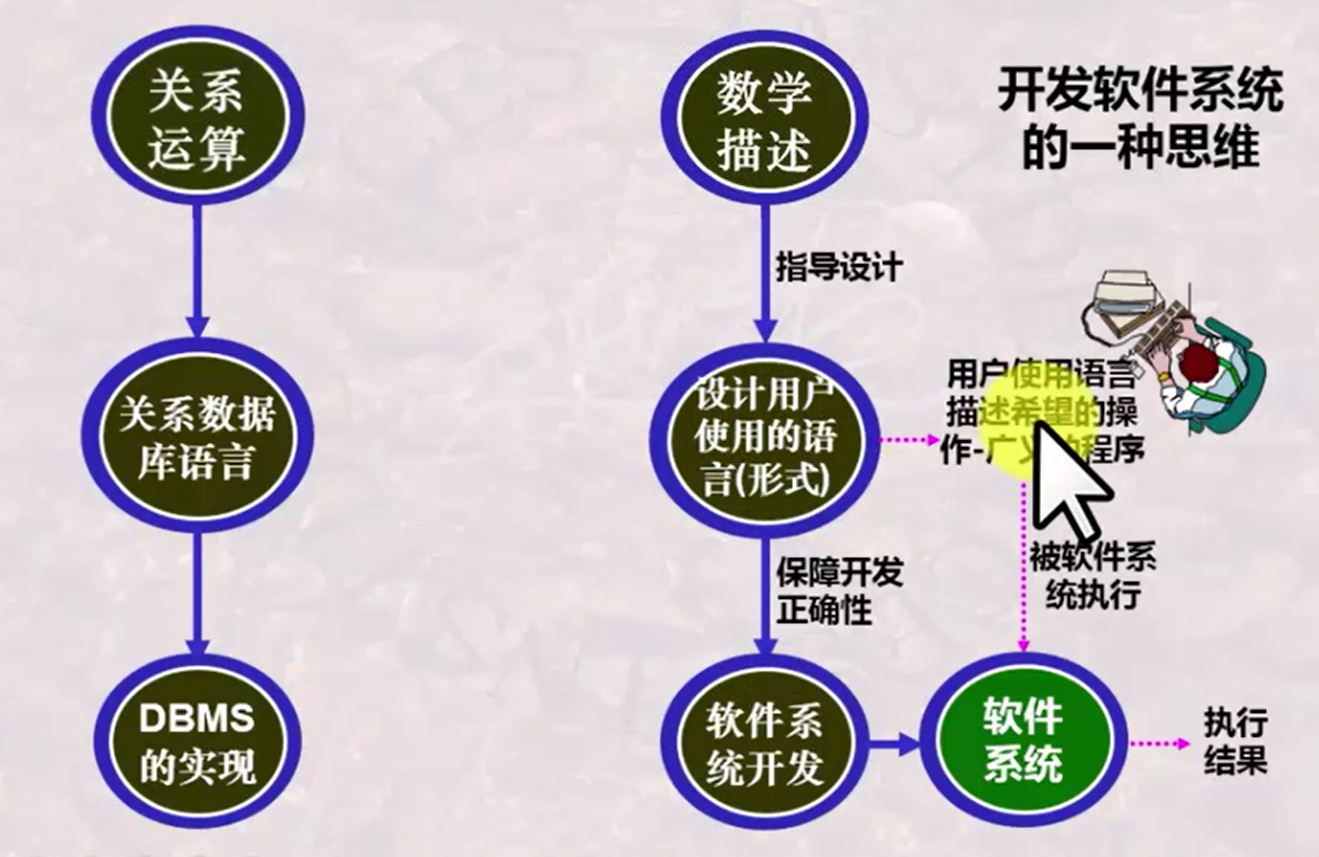 关系
运算
关系数据
库语言
DBMS
的实现
数学
描述
指导设计
设计用户
使用的语
言(形式)
保障开发
正确性
软件系
统开发
开发软件系统
的一种思维
用户使用语言
描述希望的操
作-广义的程序
被软件系
统执行
软件
系统
执行
结果